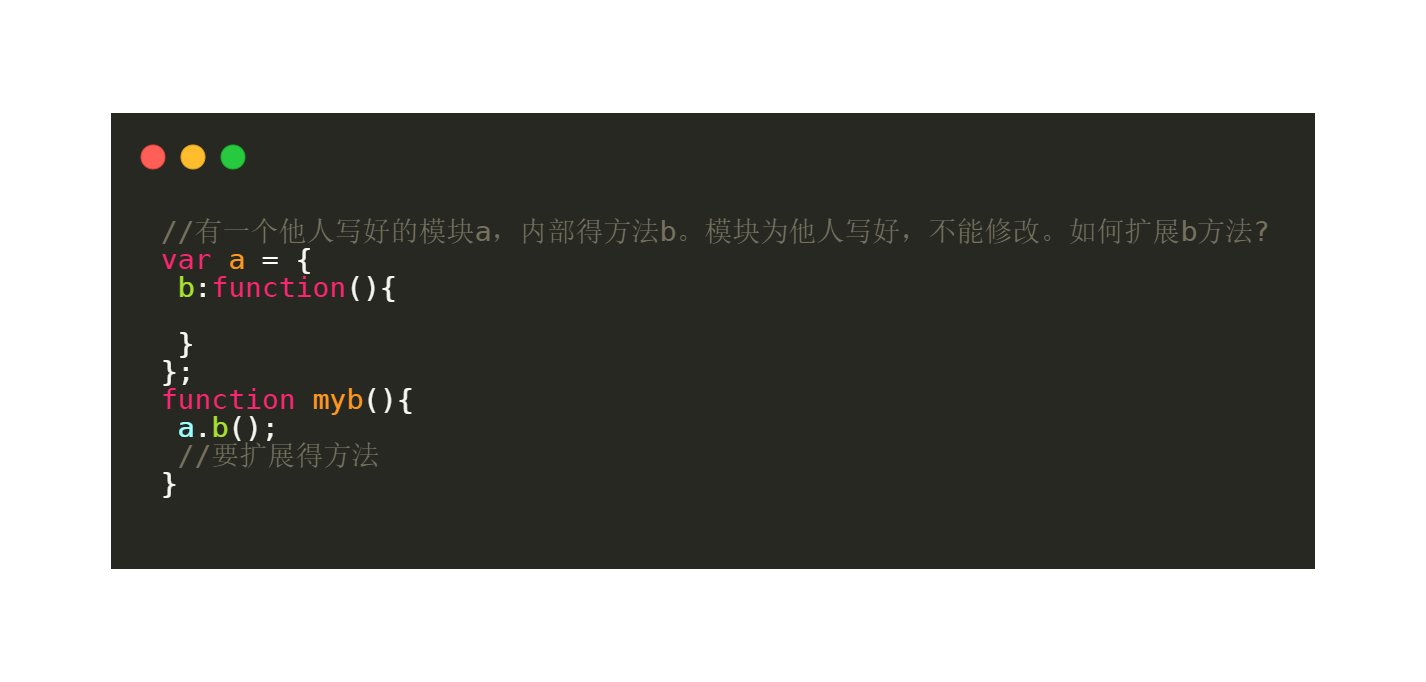 //有一个他人写好的模块a，内部得方法b。模块为他人写好，不能修改。如何扩展b方法?
var a = {
 b:function(){
 }
};
function myb(){
 a.b();
 //要扩展得方法
}